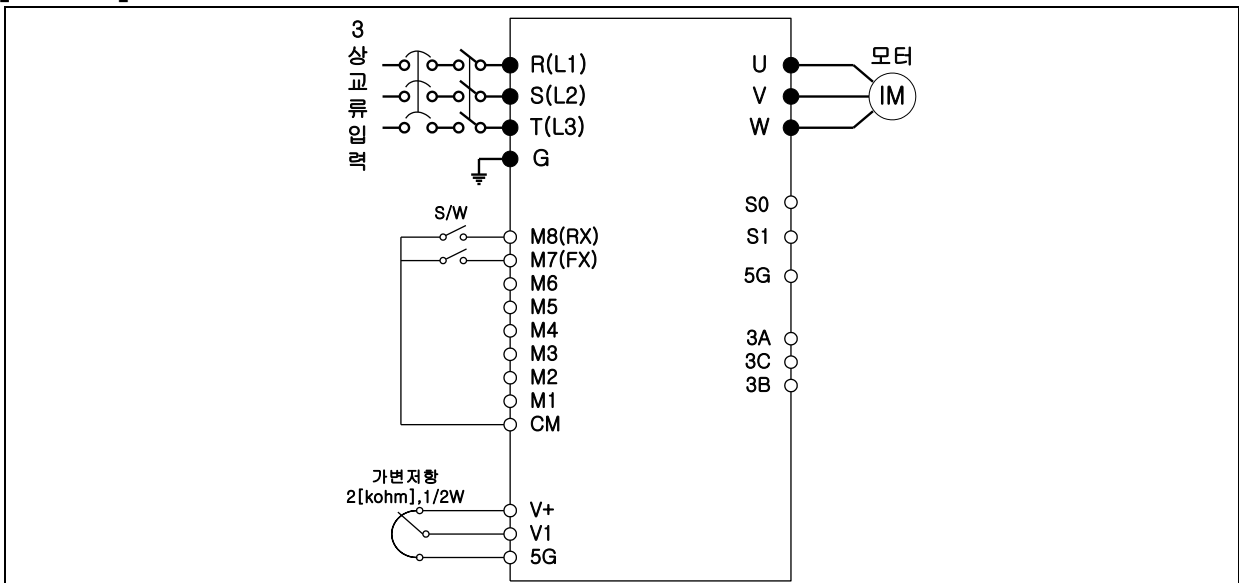 3상교류입력
R(L1)
S(L2)
T(L3)
G
S/W
M8(RX)
M7(FX)
M6
M5
M4
M3
M2
M1
CM
가변저항
2[kohm],1/2W
V+
V1
5G
U
V
W
모터
IM
S0
S1
5G
3A
3C
3B